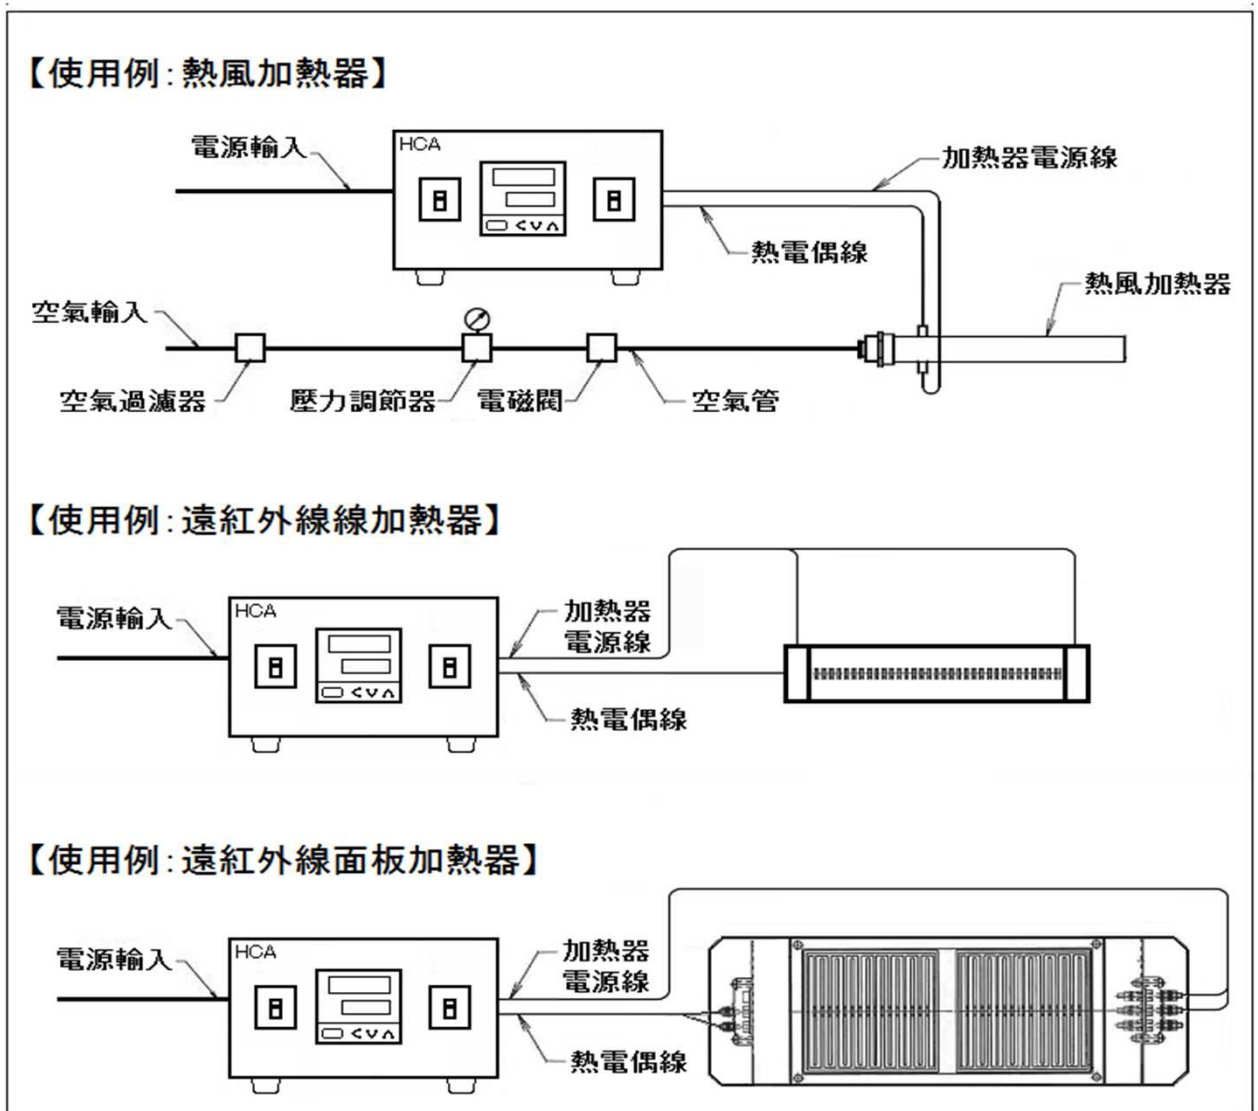 【使用例:熱風加熱器】
電源輸入
HCA
加熱器電源線
熱電偶線
熱風加熱器
空氣輸入
空氣過濾器
壓力調節器
電磁閥
空氣管
【使用例:遠紅外線線加熱器】
電源輸入
HCA
加熱器
電源線
熱電偶線
【使用例:遠紅外線面板加熱器】
電源輸入
HCA
加熱器
電源線
熱電偶線